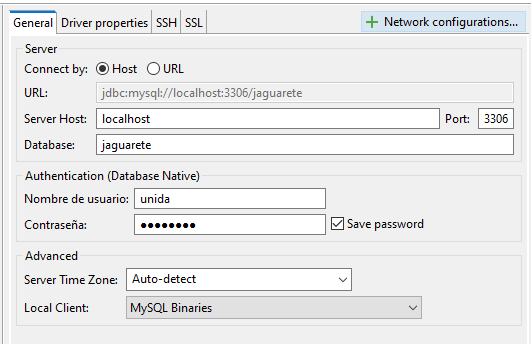 General Driver properties SSH SSL + Network configurations...
Server
Connect by: Host URL
URL: jdbc:mysql://localhost:3306/jaguarete
Server Host: localhost Port: 3306
Database: jaguarete
Authentication (Database Native)
Nombre de usuario: unida
Contraseña: ●●●●●●●● Save password
Advanced
Server Time Zone: Auto-detect
Local Client: MySQL Binaries